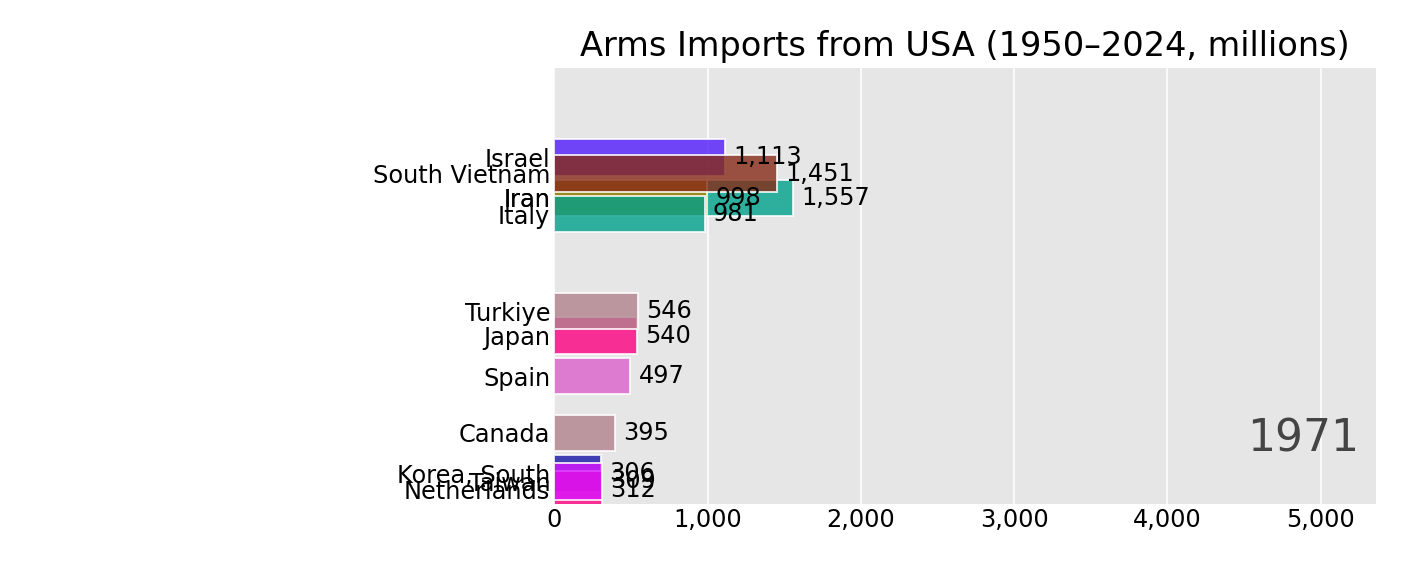 Arms Imports from USA (1950–2024, millions)
Israel 1,113
South Vietnam 1,451
Iran 998 1,557
Italy 981
Turkiye 546
Japan 540
Spain 497
Canada 395
1971
Korea, South 306
Taiwan 309
Netherlands 312
0 1,000 2,000 3,000 4,000 5,000